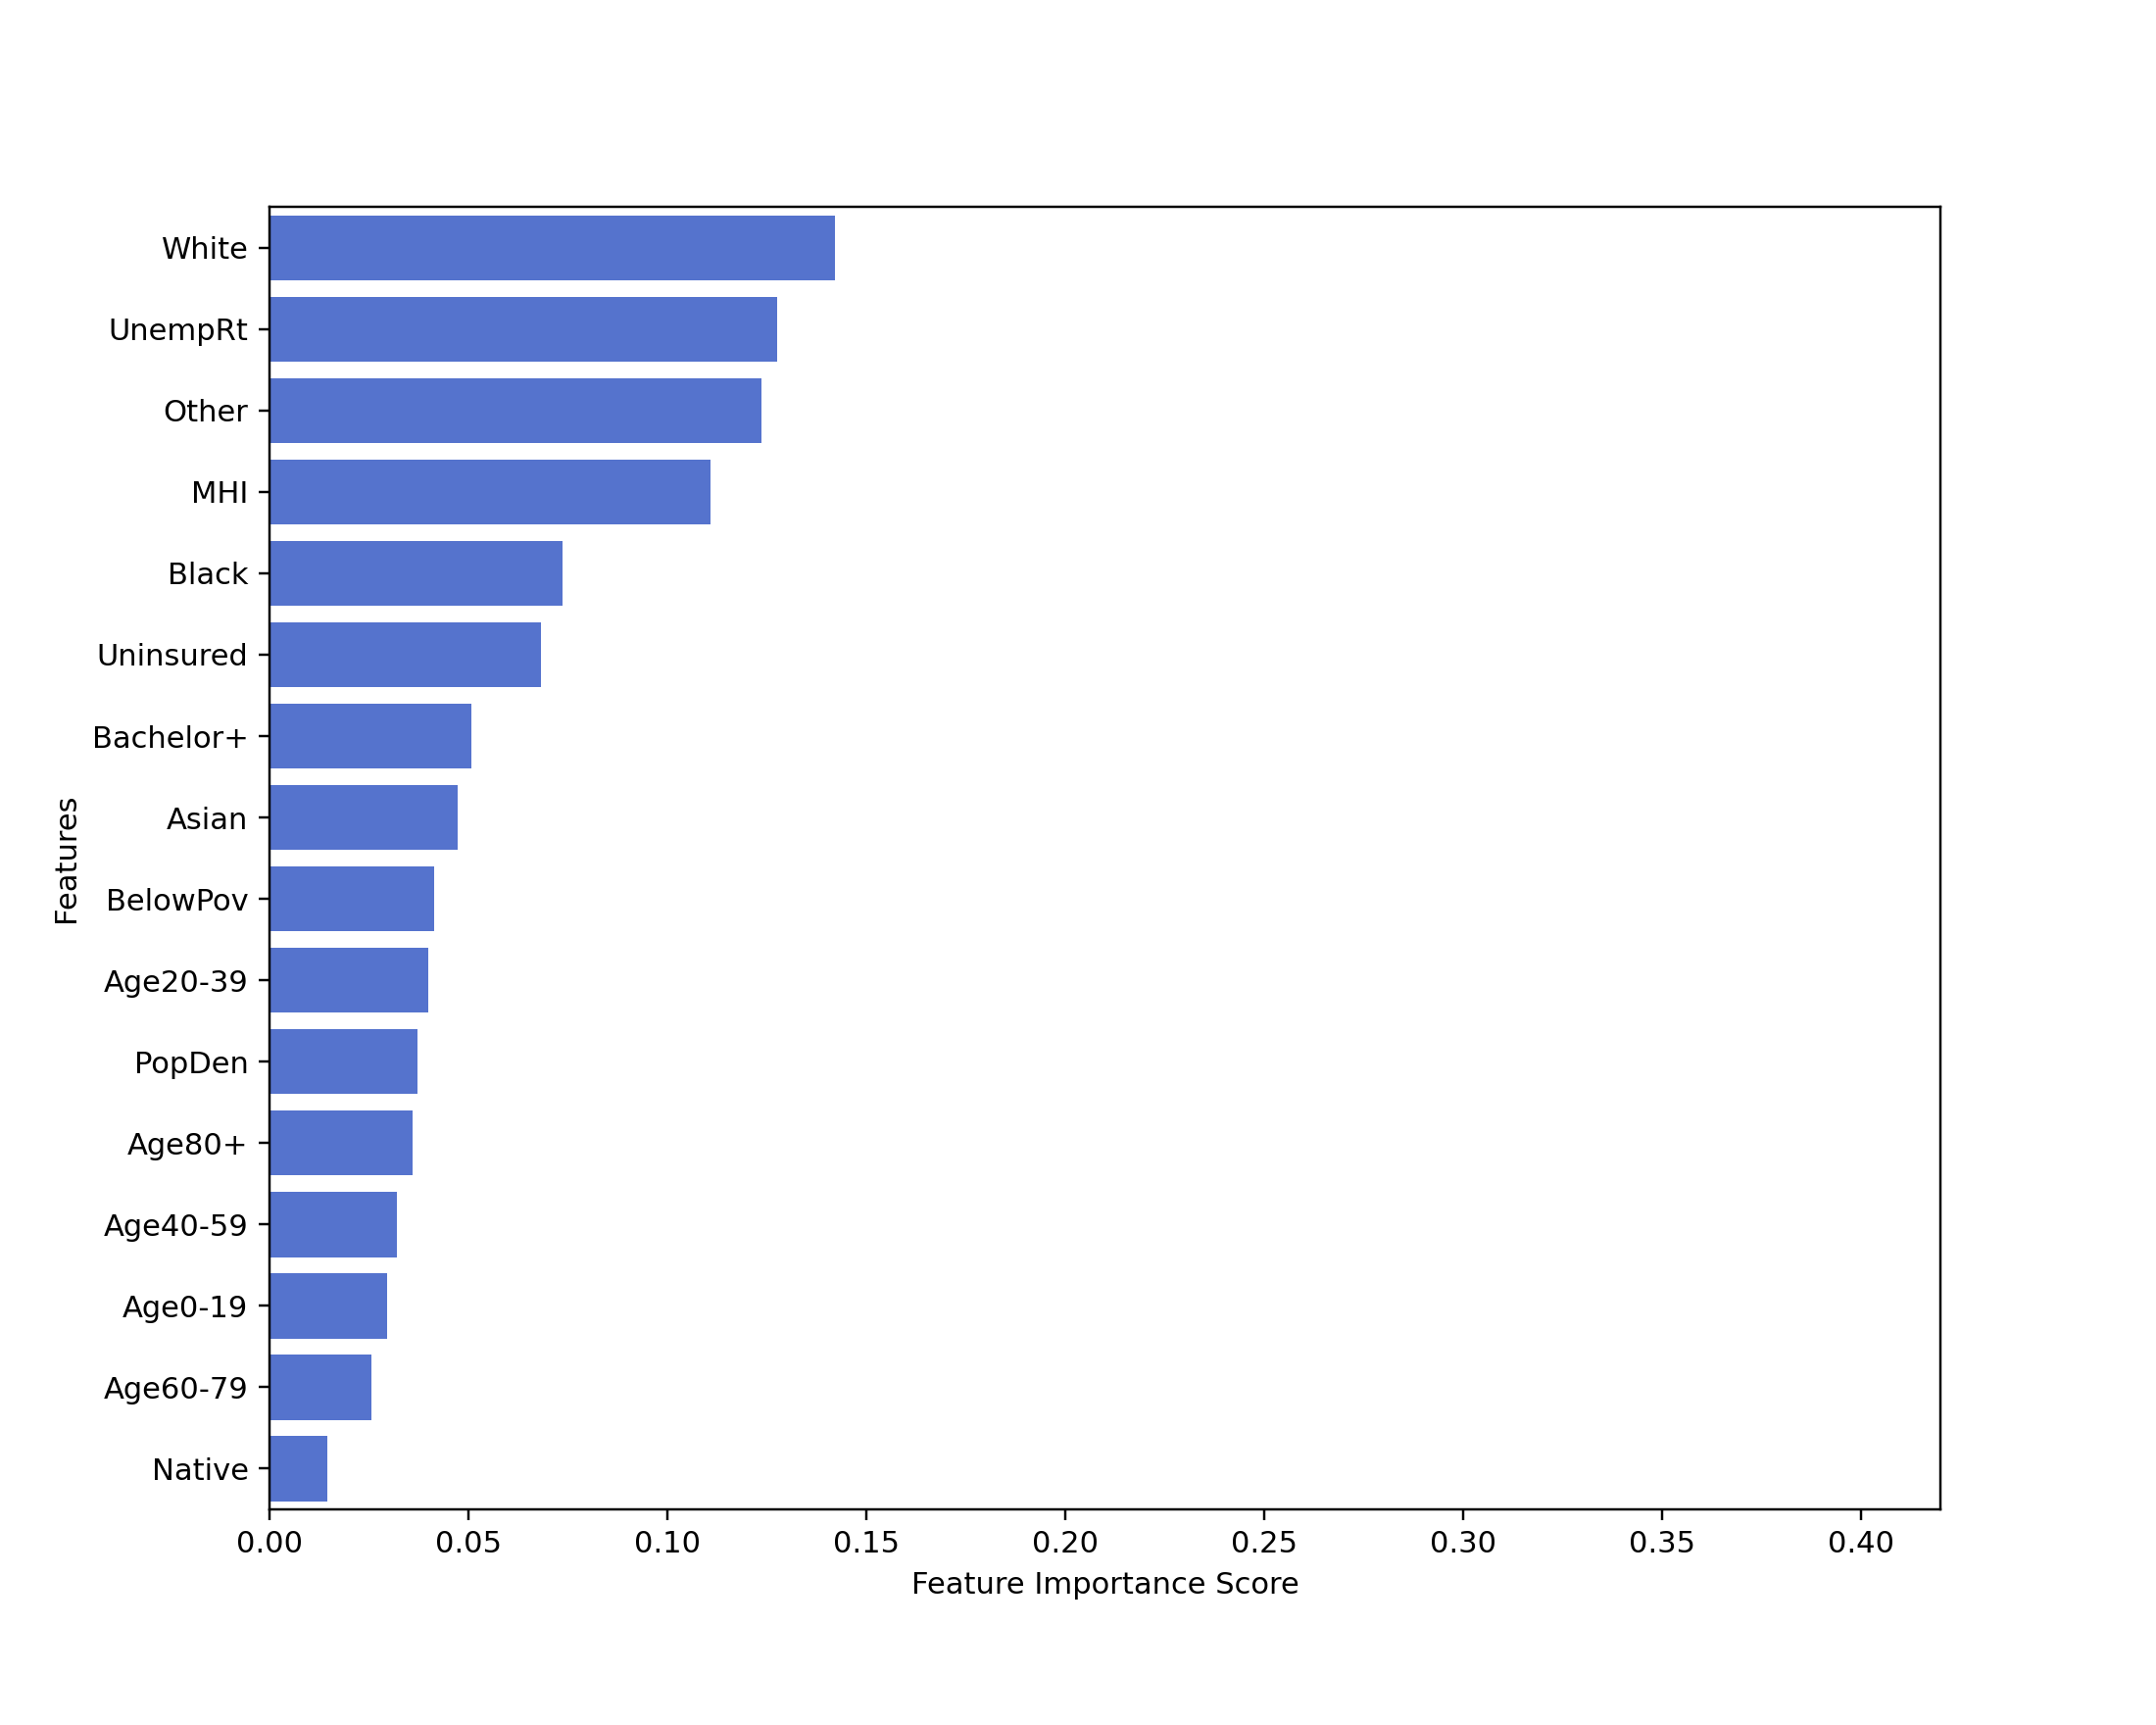 White
UnempRt
Other
MHI
Black
Uninsured
Bachelor+
Asian
BelowPov
Age20-39
PopDen
Age80+
Age40-59
Age0-19
Age60-79
Native
Features
0.00 0.05 0.10 0.15 0.20 0.25 0.30 0.35 0.40
Feature Importance Score